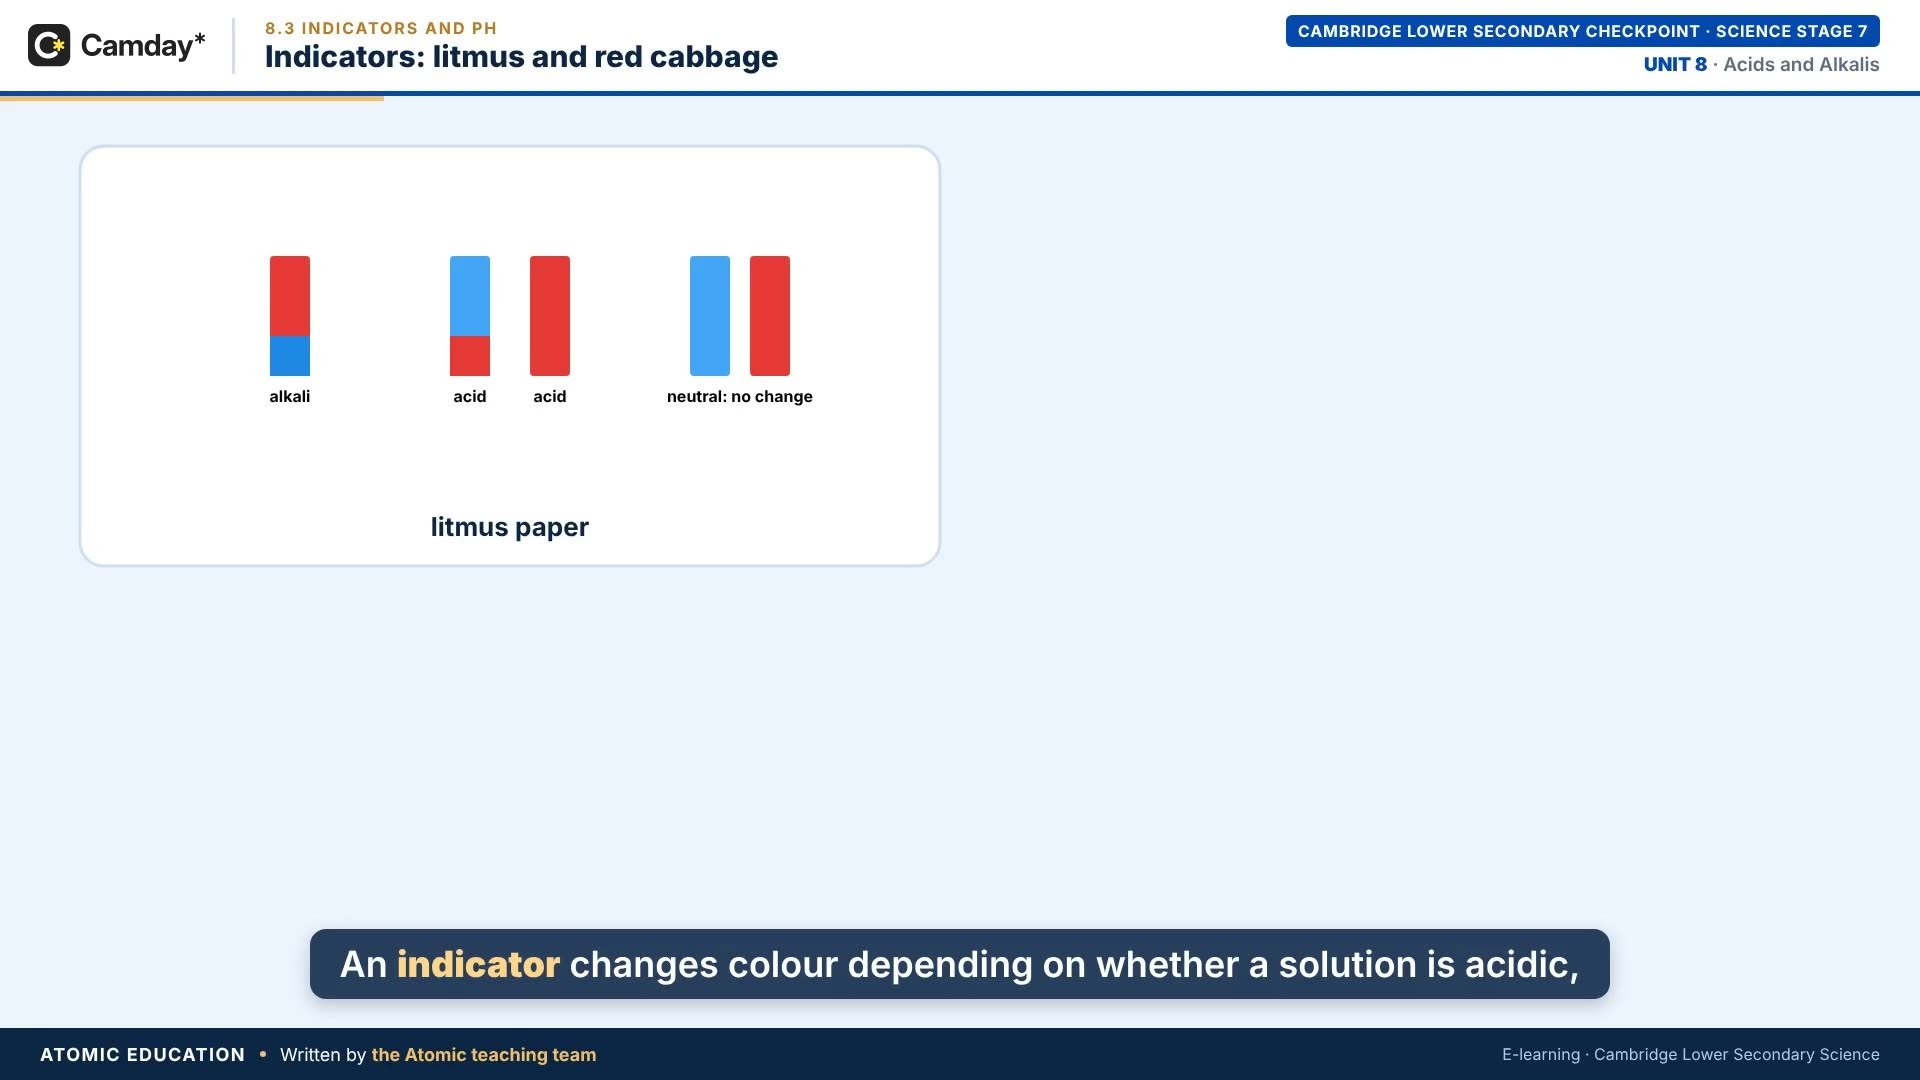 Camday*
8.3 INDICATORS AND PH
Indicators: litmus and red cabbage
CAMBRIDGE LOWER SECONDARY CHECKPOINT · SCIENCE STAGE 7
UNIT 8 · Acids and Alkalis
alkali
acid
acid
neutral: no change
litmus paper
An indicator changes colour depending on whether a solution is acidic,
ATOMIC EDUCATION • Written by the Atomic teaching team
E-learning · Cambridge Lower Secondary Science